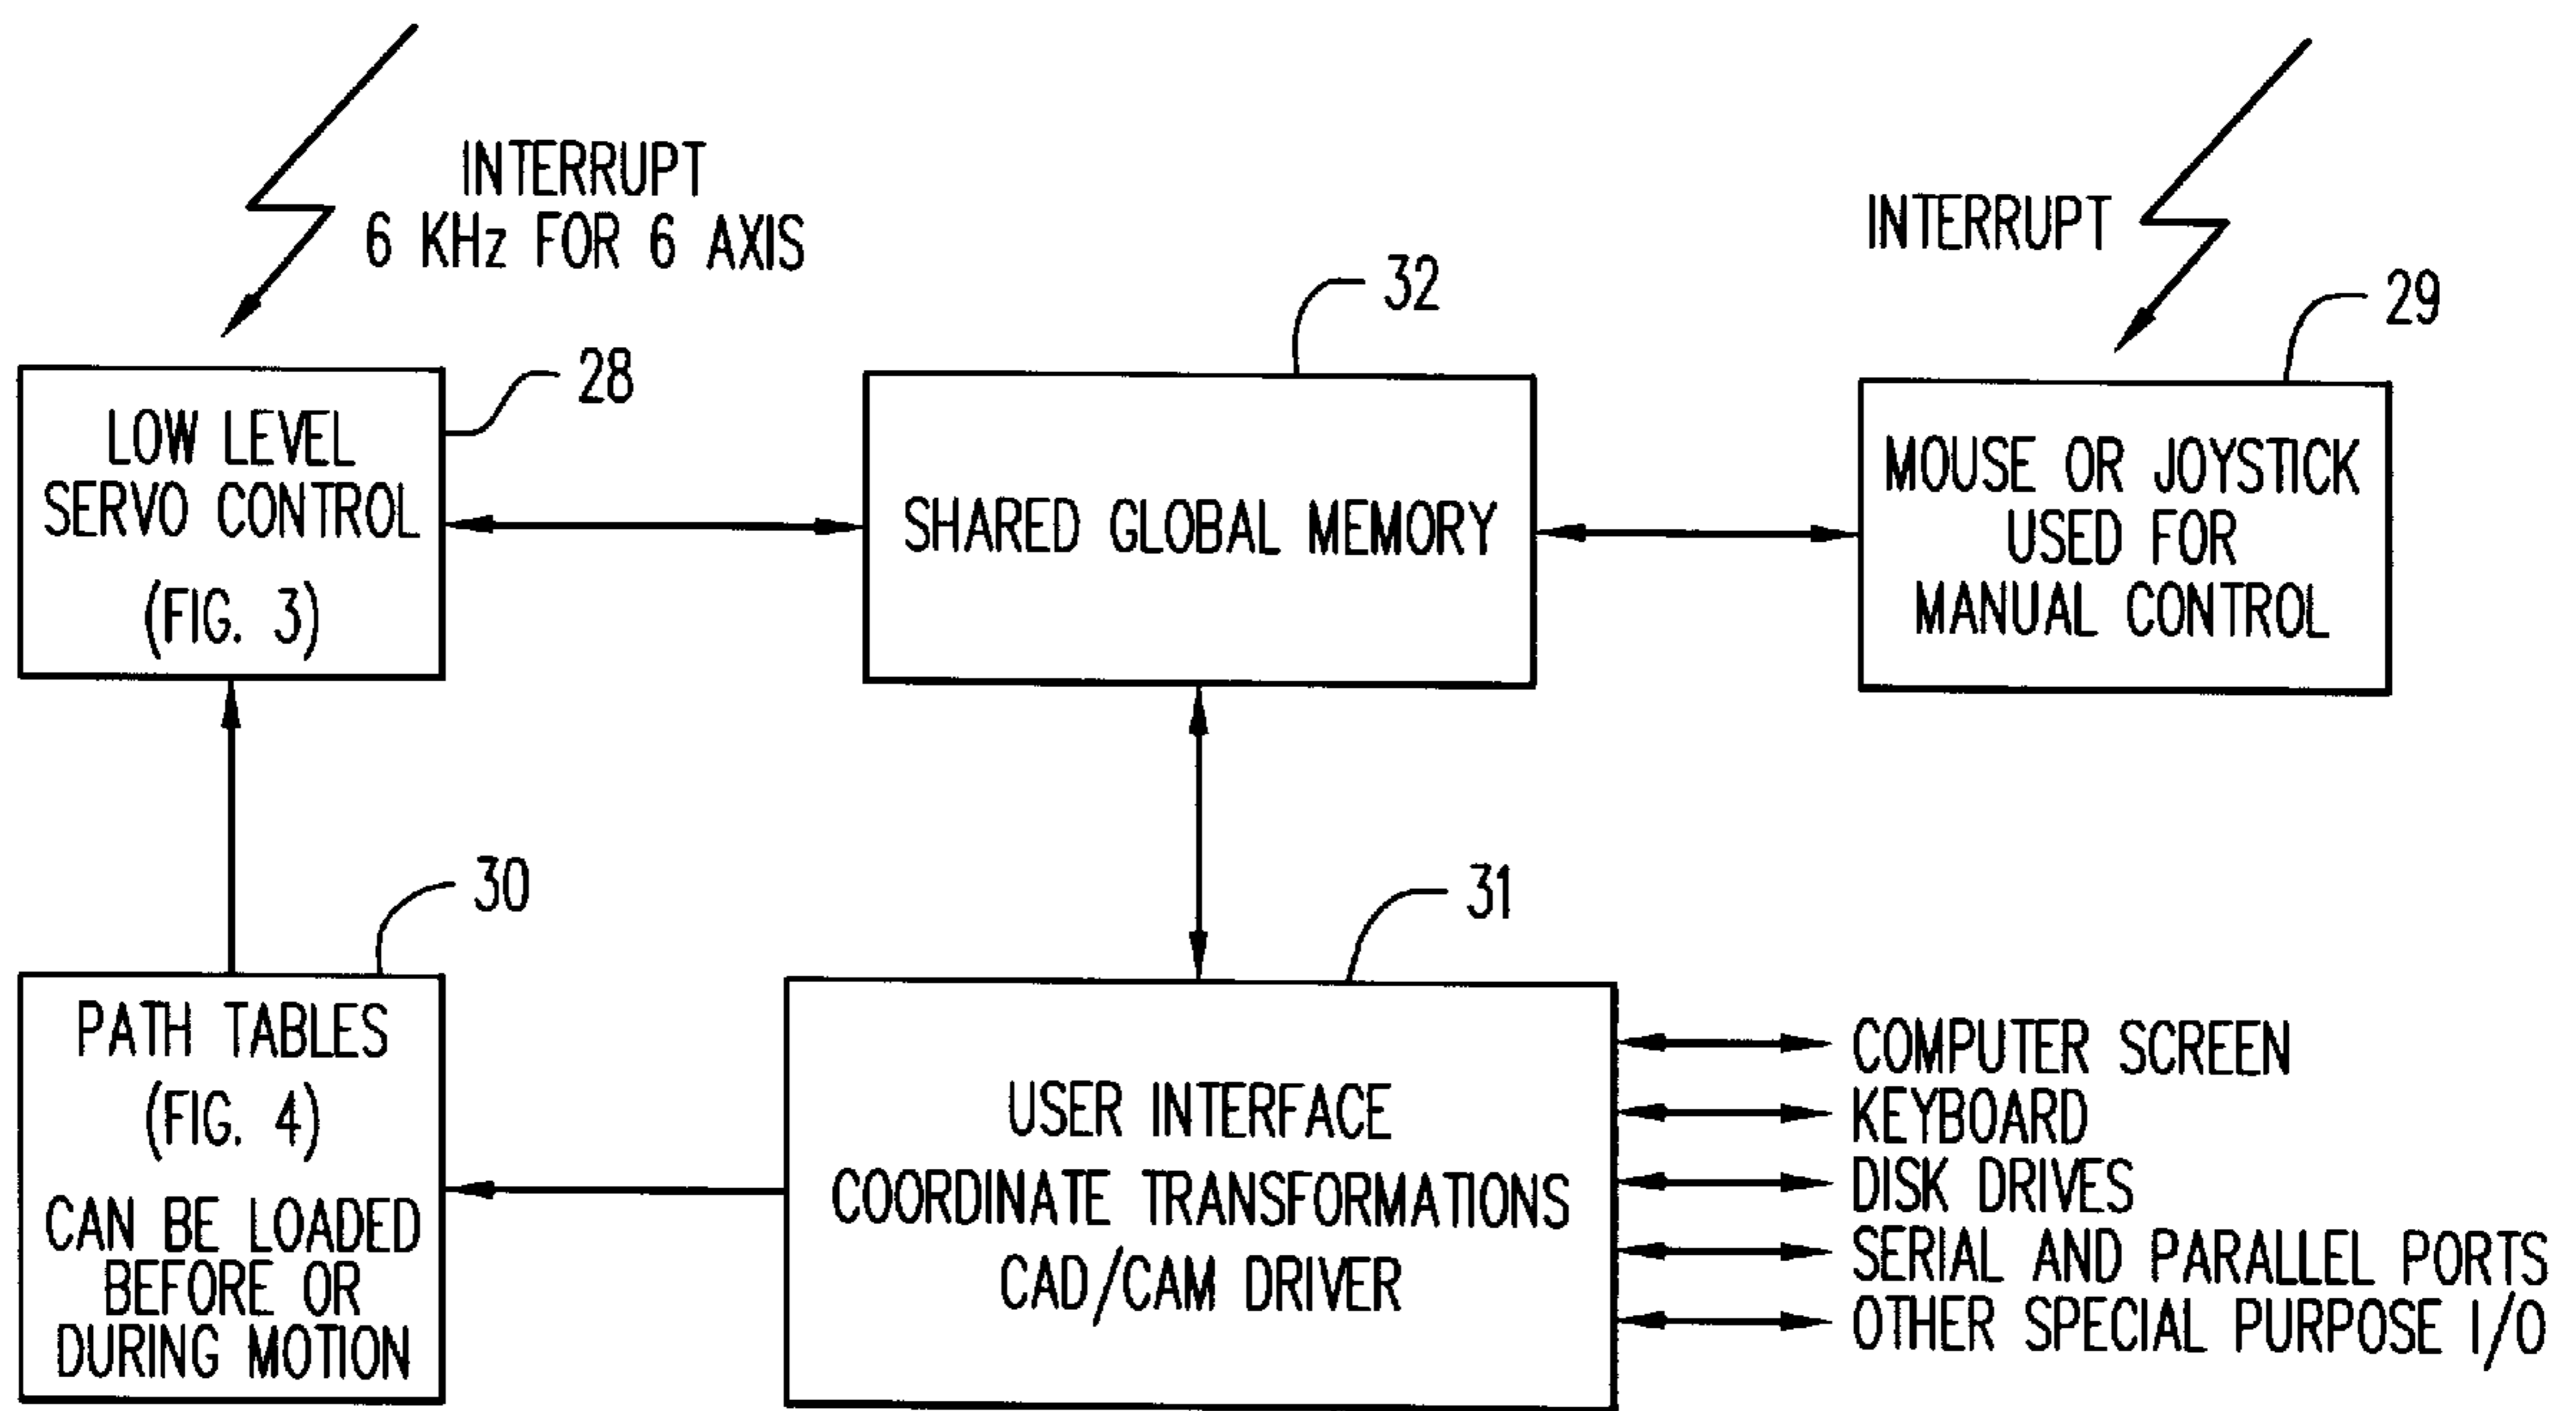 INTERRUPT
6 KHz FOR 6 AXIS
INTERRUPT
32
29
28
LOW LEVEL
SERVO CONTROL
(FIG. 3)
SHARED GLOBAL MEMORY
MOUSE OR JOYSTICK
USED FOR
MANUAL CONTROL
30
31
PATH TABLES
(FIG. 4)
CAN BE LOADED
BEFORE OR
DURING MOTION
USER INTERFACE
COORDINATE TRANSFORMATIONS
CAD/CAM DRIVER
COMPUTER SCREEN
KEYBOARD
DISK DRIVES
SERIAL AND PARALLEL PORTS
OTHER SPECIAL PURPOSE I/O